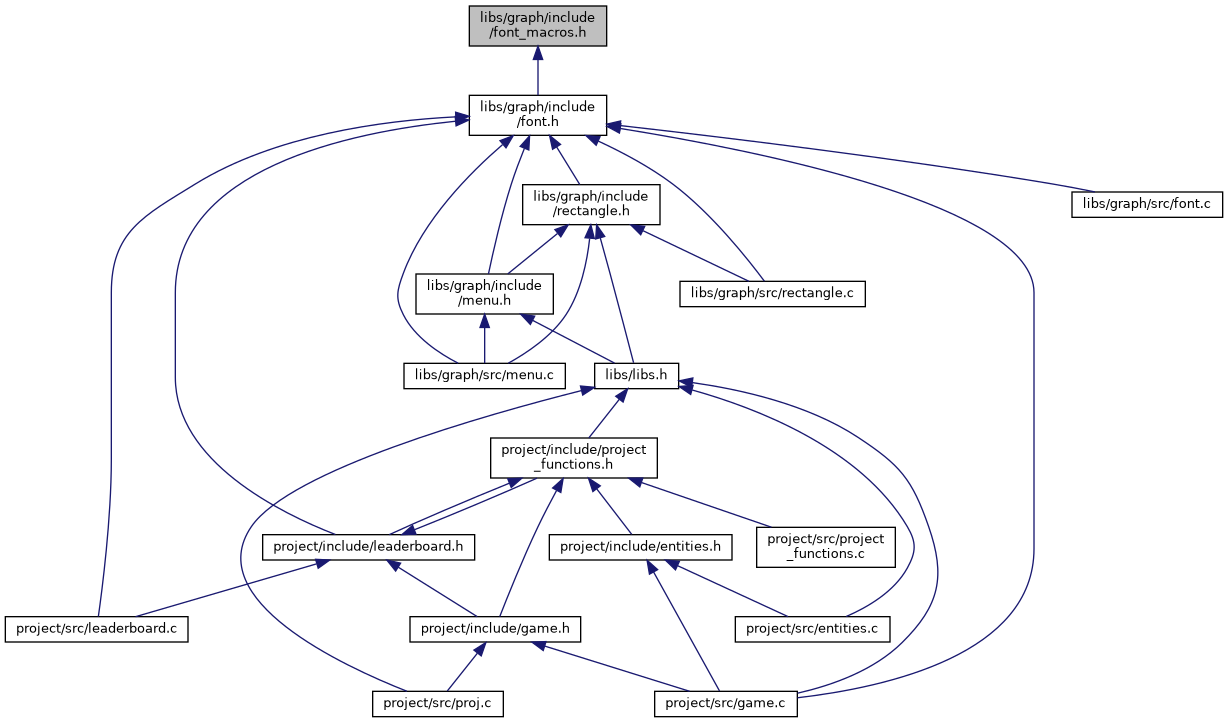 libs/graph/include
/font_macros.h
libs/graph/include
/font.h
libs/graph/include
/rectangle.h
libs/graph/src/font.c
libs/graph/include
/menu.h
libs/graph/src/rectangle.c
libs/graph/src/menu.c
libs/libs.h
project/include/project
_functions.h
project/include/leaderboard.h
project/include/entities.h
project/src/project
_functions.c
project/src/leaderboard.c
project/include/game.h
project/src/entities.c
project/src/proj.c
project/src/game.c